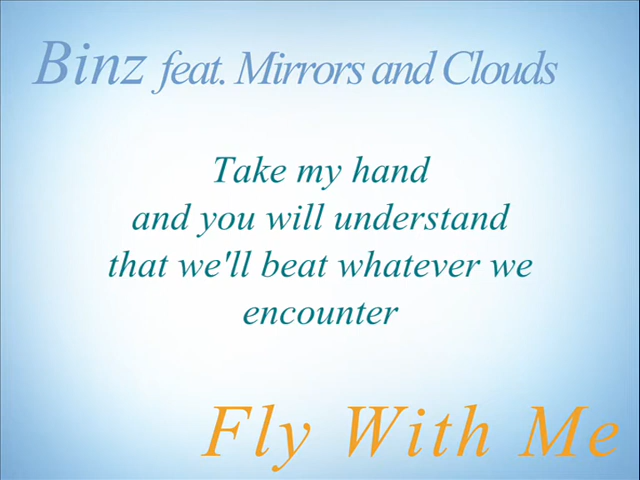 Binz feat. Mirrors and Clouds
Take my hand
and you will understand
that we'll beat whatever we
encounter
Fly With Me